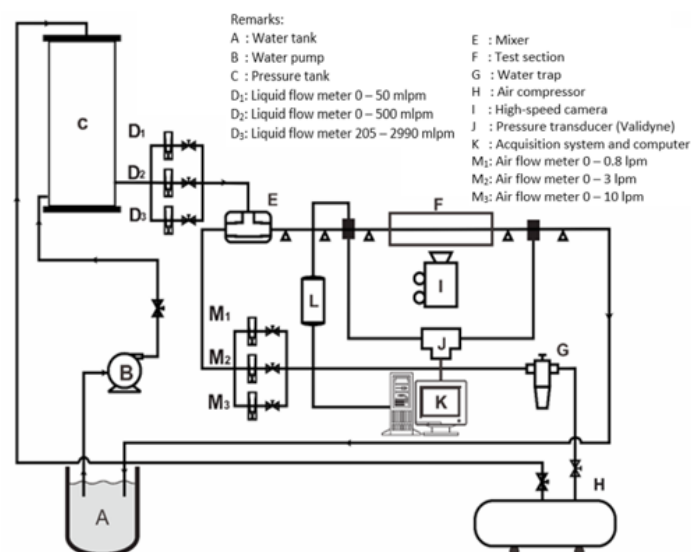 Remarks:
A : Water tank
B : Water pump
C : Pressure tank
D₁: Liquid flow meter 0 – 50 mlpm
D₂: Liquid flow meter 0 – 500 mlpm
D₃: Liquid flow meter 205 – 2990 mlpm
E : Mixer
F : Test section
G : Water trap
H : Air compressor
I : High-speed camera
J : Pressure transducer (Validyne)
K : Acquisition system and computer
M₁: Air flow meter 0 – 0.8 lpm
M₂: Air flow meter 0 – 3 lpm
M₃: Air flow meter 0 – 10 lpm
C
D₁
D₂
D₃
E
F
I
L
M₁
M₂
M₃
J
K
G
B
A
H